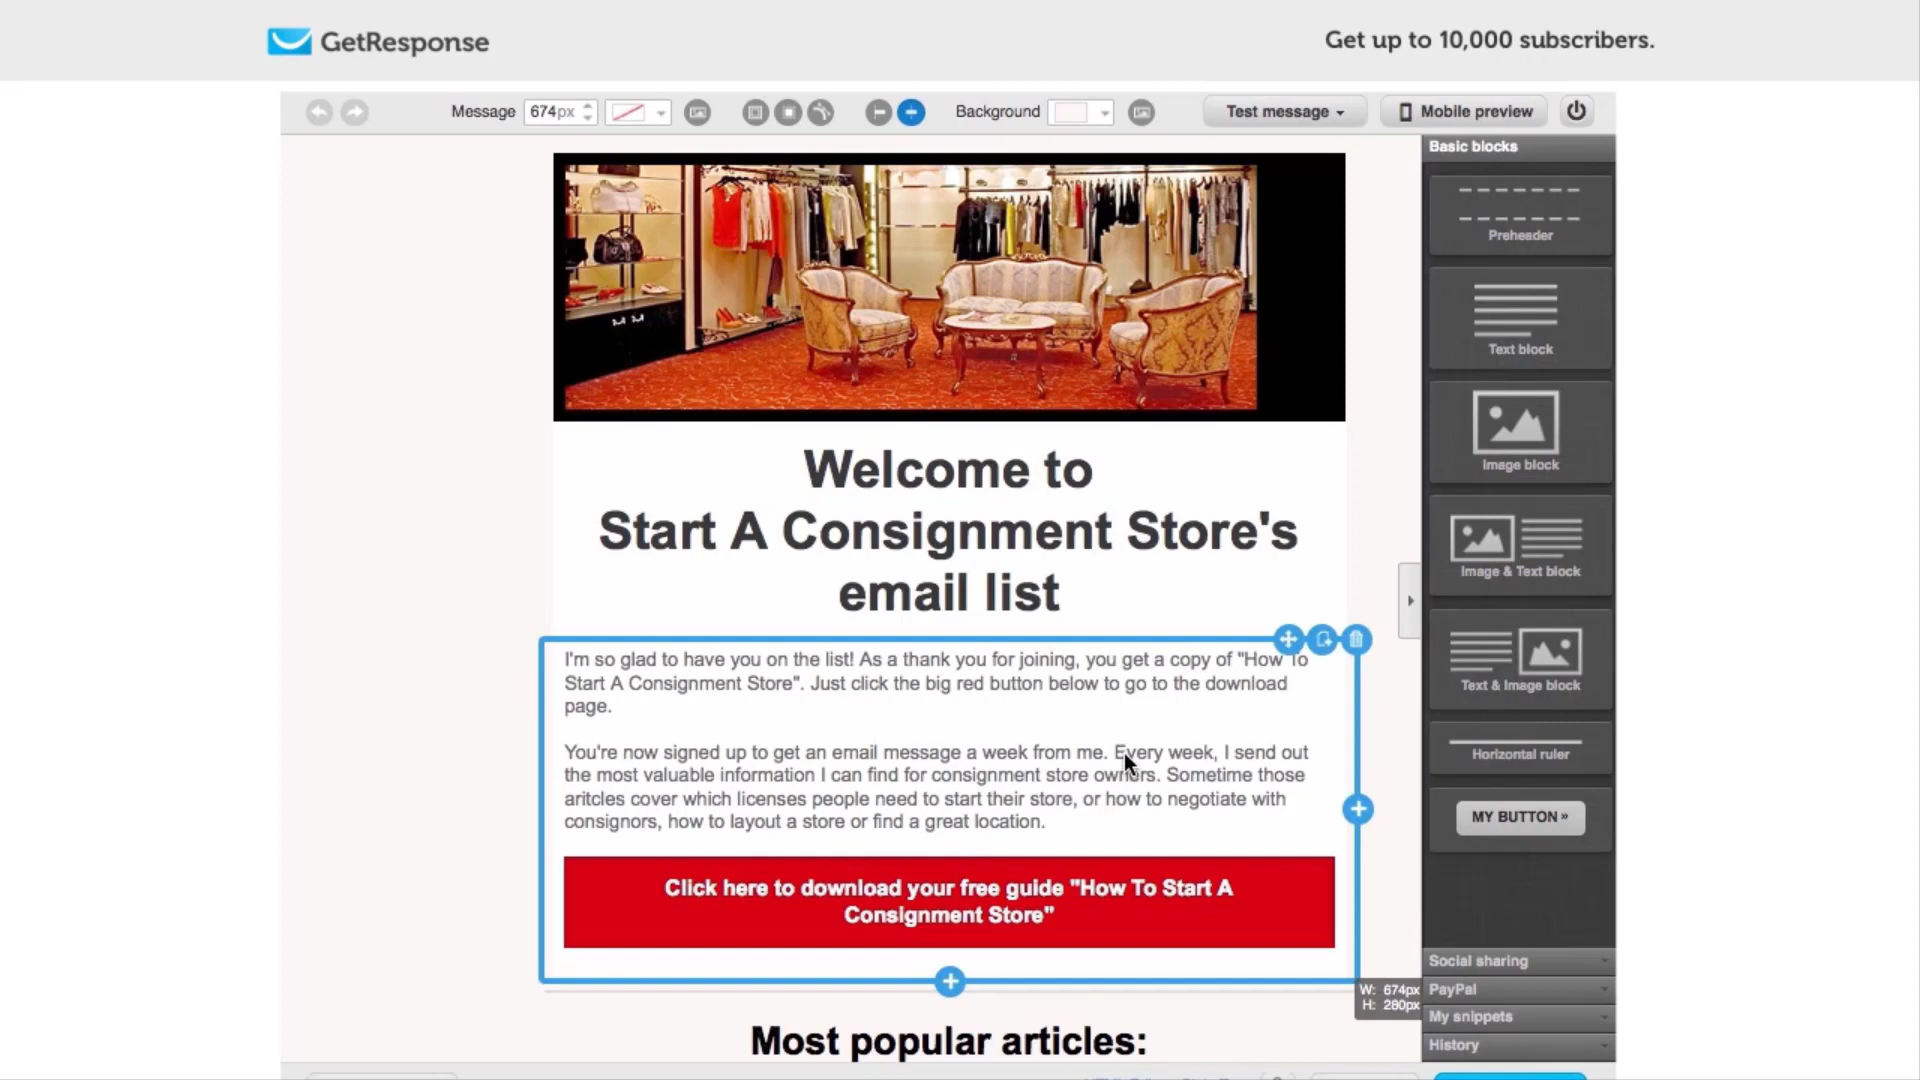 GetResponse
Get up to 10,000 subscribers.
Message 674px
Background
Test message
Mobile preview
Basic blocks
Preheader
Text block
Image block
Image & Text block
Text & Image block
Horizontal ruler
MY BUTTON »
Social sharing
PayPal
My snippets
History
Welcome to
Start A Consignment Store's
email list
I'm so glad to have you on the list! As a thank you for joining, you get a copy of "How To
Start A Consignment Store". Just click the big red button below to go to the download
page.
You're now signed up to get an email message a week from me. Every week, I send out
the most valuable information I can find for consignment store owners. Sometime those
aritcles cover which licenses people need to start their store, or how to negotiate with
consignors, how to layout a store or find a great location.
Click here to download your free guide "How To Start A
Consignment Store"
W: 674px
H: 280px
Most popular articles: